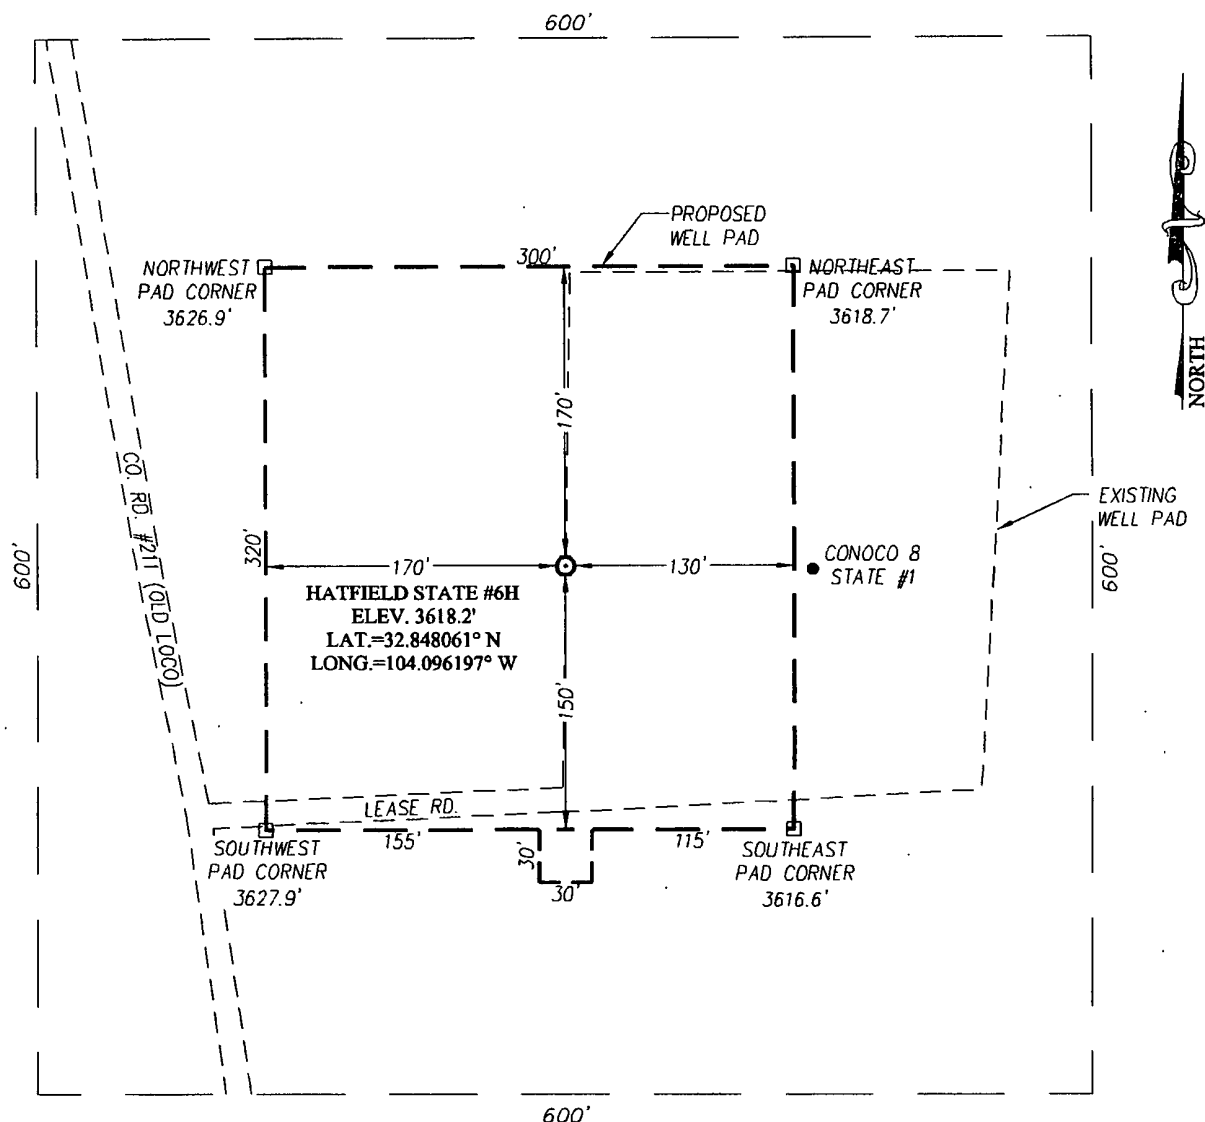 600'
PROPOSED
WELL PAD
300'
NORTHWEST
PAD CORNER
3626.9'
NORTHEAST
PAD CORNER
3618.7'
NORTH
170'
CO. RD. #211 (OLD LOCO)
EXISTING
WELL PAD
600'
320'
170'
130'
CONOCO 8
STATE #1
600'
HATFIELD STATE #6H
ELEV. 3618.2'
LAT.=32.848061° N
LONG.=104.096197° W
150'
LEASE RD.
155'
30'
115'
30'
SOUTHWEST
PAD CORNER
3627.9'
SOUTHEAST
PAD CORNER
3616.6'
600'